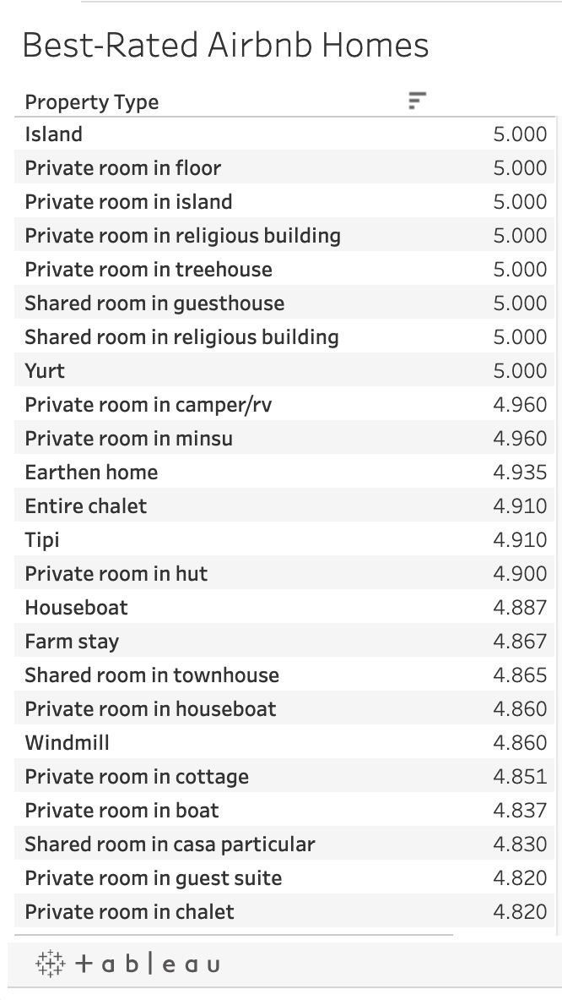 Best-Rated Airbnb Homes
Property Type
Island 5.000
Private room in floor 5.000
Private room in island 5.000
Private room in religious building 5.000
Private room in treehouse 5.000
Shared room in guesthouse 5.000
Shared room in religious building 5.000
Yurt 5.000
Private room in camper/rv 4.960
Private room in minsu 4.960
Earthen home 4.935
Entire chalet 4.910
Tipi 4.910
Private room in hut 4.900
Houseboat 4.887
Farm stay 4.867
Shared room in townhouse 4.865
Private room in houseboat 4.860
Windmill 4.860
Private room in cottage 4.851
Private room in boat 4.837
Shared room in casa particular 4.830
Private room in guest suite 4.820
Private room in chalet 4.820
+ableau